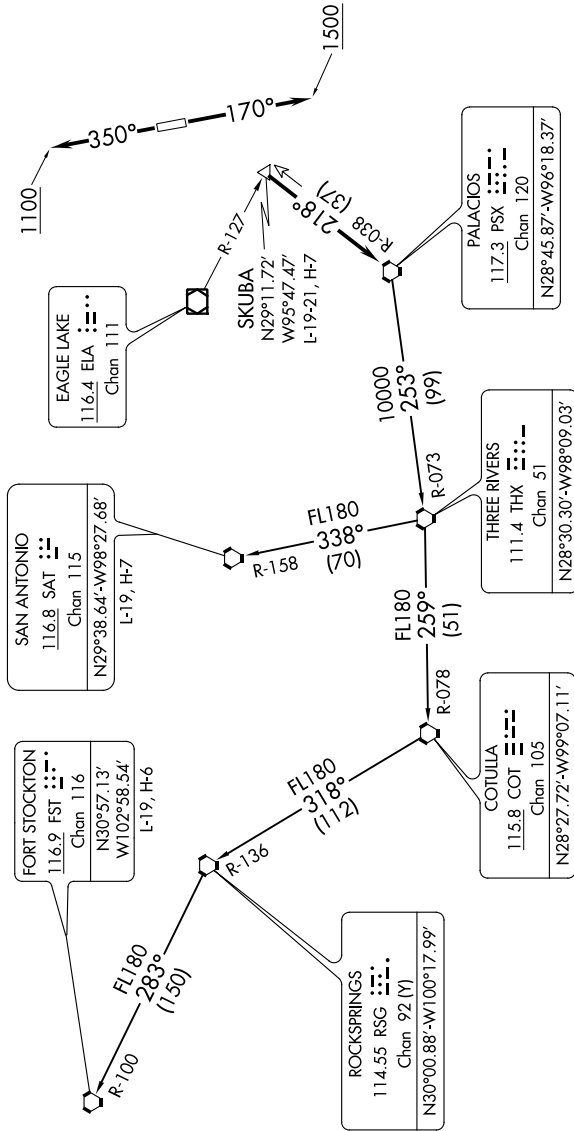 FORT STOCKTON
116.9 FST
Chan 116
N30°57.13′
W102°58.54′
L-19, H-6
SAN ANTONIO
116.8 SAT
Chan 115
N29°38.64′-W98°27.68′
L-19, H-7
EAGLE LAKE
116.4 ELA
Chan 111
1100
350°
170°
1500
R-127
SKUBA
N29°11.72′
W95°47.47′
L-19-21, H-7
218°
(37)
R-038
PALACIOS
117.3 PSX
Chan 120
N28°45.87′-W96°18.37′
10000
253°
(99)
R-073
THREE RIVERS
111.4 THX
Chan 51
N28°30.30′-W98°09.03′
FL180
338°
(70)
R-158
FL180
259°
(51)
R-078
COTULLA
115.8 COT
Chan 105
N28°27.72′-W99°07.11′
FL180
318°
(112)
R-136
ROCKSPRINGS
114.55 RSG
Chan 92 (Y)
N30°00.88′-W100°17.99′
FL180
283°
(150)
R-100